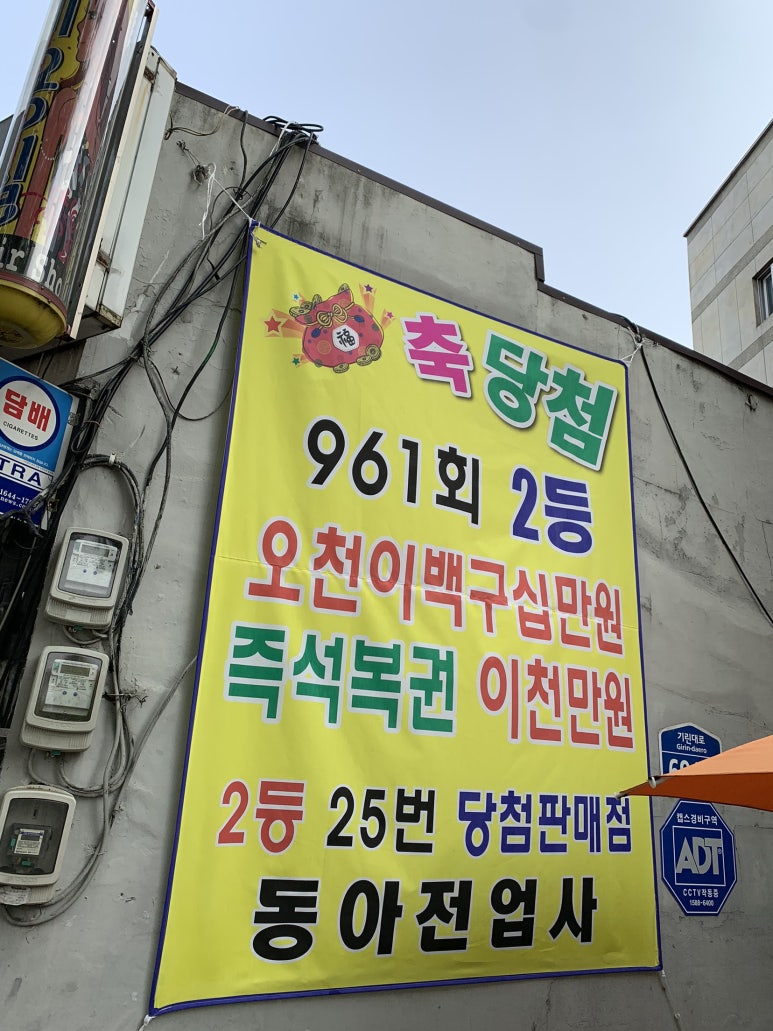 담배
CIGARETTES
TRA
福
축 당첨
961회 2등
오천이백구십만원
즉석복권 이천만원
2등 25번 당첨판매점
동아전업사
기린대로
Girin-daero
캡스경비구역
ADT
CCTV작동중
1588-6400